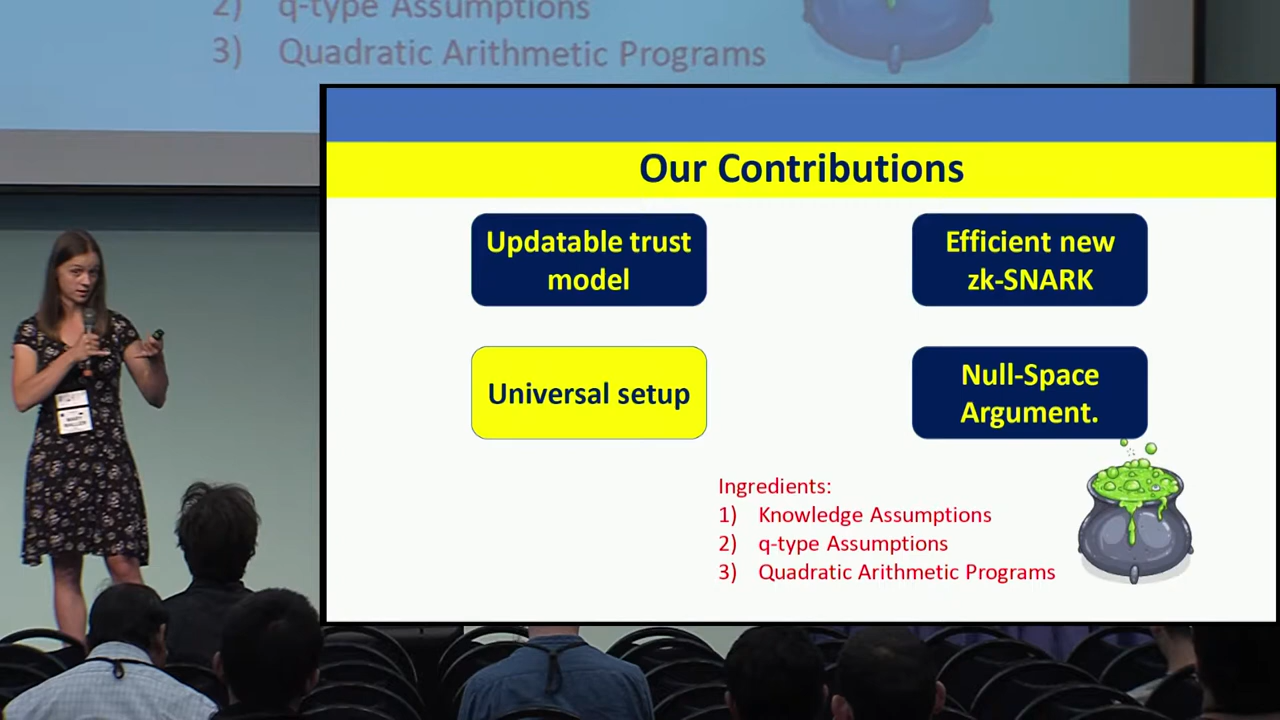 2) q-type Assumptions
3) Quadratic Arithmetic Programs
Our Contributions
Updatable trust
model
Efficient new
zk-SNARK
Universal setup
Null-Space
Argument.
Ingredients:
1) Knowledge Assumptions
2) q-type Assumptions
3) Quadratic Arithmetic Programs
MARY